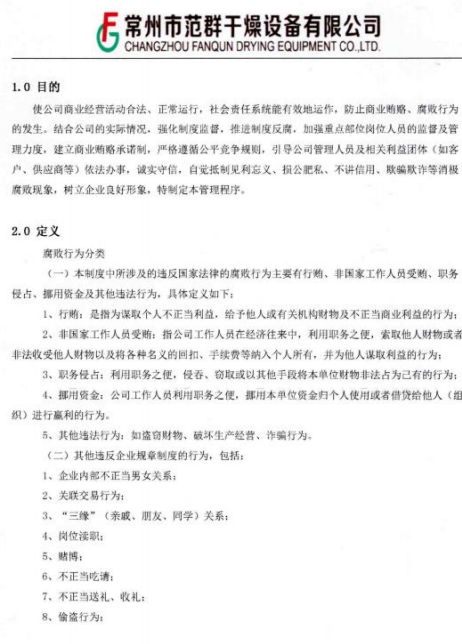 常州市范群干燥设备有限公司
CHANGZHOU FANQUN DRYING EQUIPMENT CO.,LTD.
1.0 目的
使公司商业经营活动合法、正常运行，社会责任系统能有效地运作，防止商业贿赂、腐败行为
的发生。结合公司的实际情况，强化制度监督，推进制度反腐，加强重点部位岗位人员的监督及管
理力度，建立商业贿赂承诺制，严格遵循公平竞争规则，引导公司管理人员及相关利益团体（如客
户、供应商等）依法办事，诚实守信，自觉抵制见利忘义、损公肥私、不讲信用、欺骗欺诈等消极
腐败现象，树立企业良好形象，特制定本管理程序。
2.0 定义
腐败行为分类
（一）本制度中所涉及的违反国家法律的腐败行为主要有行贿、非国家工作人员受贿、职务
侵占、挪用资金及其他违法行为，具体定义如下：
1、行贿：是指为谋取个人不正当利益，给予他人或有关机构财物及不正当商业利益的行为；
2、非国家工作人员受贿：指公司工作人员在经济往来中，利用职务之便，索取他人财物或者
非法收受他人财物以及将各种名义的回扣、手续费等纳入个人所有，并为他人谋取利益的行为；
3、职务侵占：利用职务之便，侵吞、窃取或以其他手段将本单位财物非法占为己有的行为；
4、挪用资金：公司工作人员利用职务之便，挪用本单位资金归个人使用或者借贷给他人（组
织）进行赢利的行为。
5、其他违法行为：如盗窃财物、破坏生产经营、诈骗行为。
（二）其他违反企业规章制度的行为，包括：
1、企业内部不正当男女关系；
2、关联交易行为；
3、“三缘”（亲戚、朋友、同学）关系；
4、岗位渎职；
5、赌博；
6、不正当吃请；
7、不正当送礼、收礼；
8、偷盗行为；